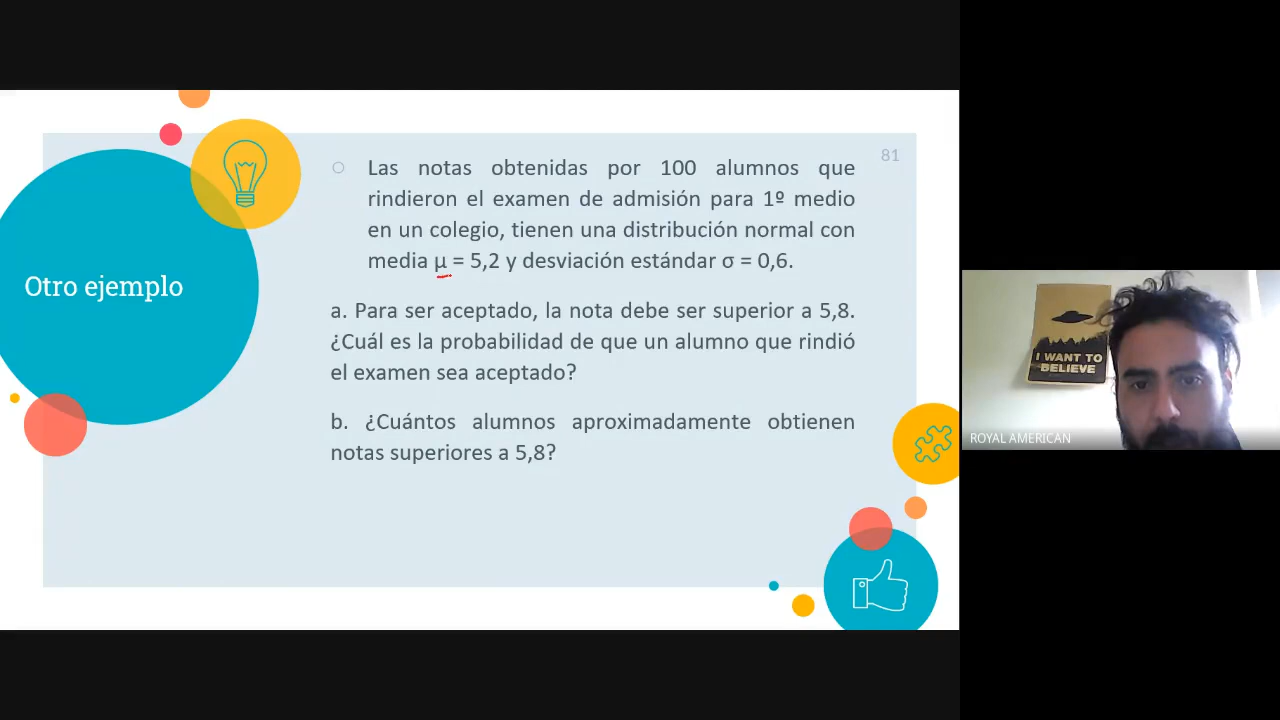 81
Otro ejemplo
Las notas obtenidas por 100 alumnos que
rindieron el examen de admisión para 1º medio
en un colegio, tienen una distribución normal con
media μ = 5,2 y desviación estándar σ = 0,6.
a. Para ser aceptado, la nota debe ser superior a 5,8.
¿Cuál es la probabilidad de que un alumno que rindió
el examen sea aceptado?
b. ¿Cuántos alumnos aproximadamente obtienen
notas superiores a 5,8?
I WANT TO
BELIEVE
ROYAL AMERICAN